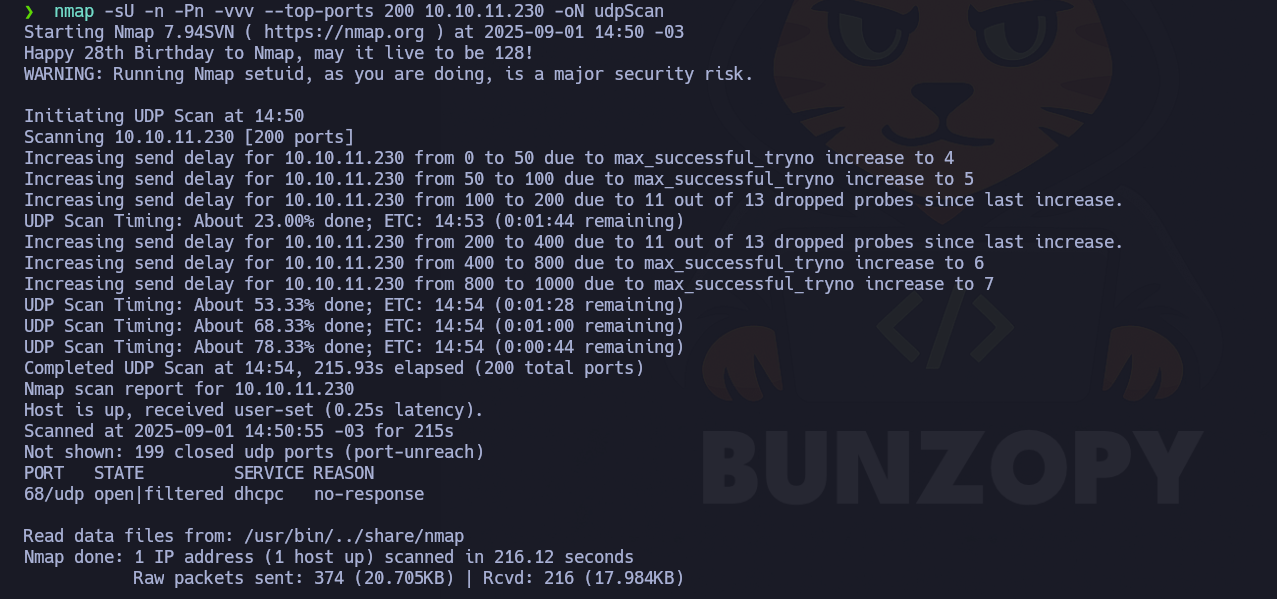 ❯ nmap -sU -n -Pn -vvv --top-ports 200 10.10.11.230 -oN udpScan
Starting Nmap 7.94SVN ( https://nmap.org ) at 2025-09-01 14:50 -03
Happy 28th Birthday to Nmap, may it live to be 128!
WARNING: Running Nmap setuid, as you are doing, is a major security risk.

Initiating UDP Scan at 14:50
Scanning 10.10.11.230 [200 ports]
Increasing send delay for 10.10.11.230 from 0 to 50 due to max_successful_tryno increase to 4
Increasing send delay for 10.10.11.230 from 50 to 100 due to max_successful_tryno increase to 5
Increasing send delay for 10.10.11.230 from 100 to 200 due to 11 out of 13 dropped probes since last increase.
UDP Scan Timing: About 23.00% done; ETC: 14:53 (0:01:44 remaining)
Increasing send delay for 10.10.11.230 from 200 to 400 due to 11 out of 13 dropped probes since last increase.
Increasing send delay for 10.10.11.230 from 400 to 800 due to max_successful_tryno increase to 6
Increasing send delay for 10.10.11.230 from 800 to 1000 due to max_successful_tryno increase to 7
UDP Scan Timing: About 53.33% done; ETC: 14:54 (0:01:28 remaining)
UDP Scan Timing: About 68.33% done; ETC: 14:54 (0:01:00 remaining)
UDP Scan Timing: About 78.33% done; ETC: 14:54 (0:00:44 remaining)
Completed UDP Scan at 14:54, 215.93s elapsed (200 total ports)
Nmap scan report for 10.10.11.230
Host is up, received user-set (0.25s latency).
Scanned at 2025-09-01 14:50:55 -03 for 215s
Not shown: 199 closed udp ports (port-unreach)
PORT   STATE         SERVICE REASON
68/udp open|filtered dhcpc   no-response

Read data files from: /usr/bin/../share/nmap
Nmap done: 1 IP address (1 host up) scanned in 216.12 seconds
           Raw packets sent: 374 (20.705KB) | Rcvd: 216 (17.984KB)
</>
BUNZOPY